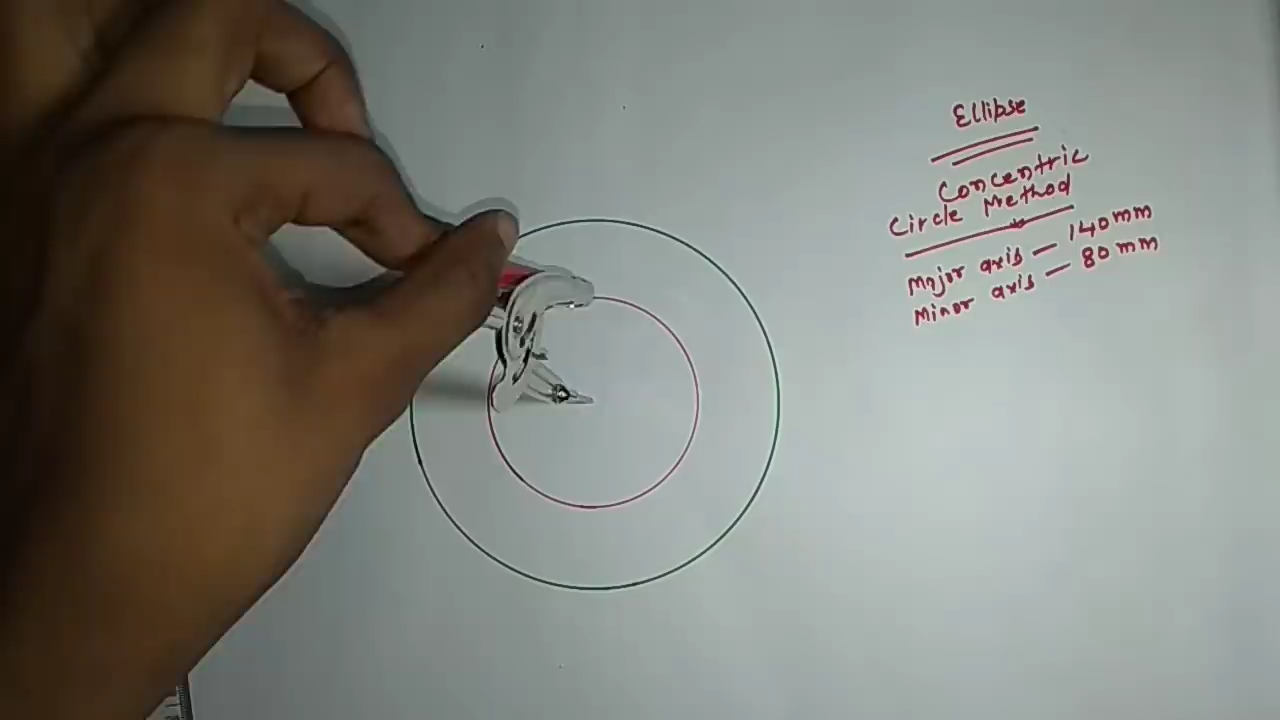 Ellipse
Concentric
Circle Method
Major axis - 140mm
Minor axis - 80mm